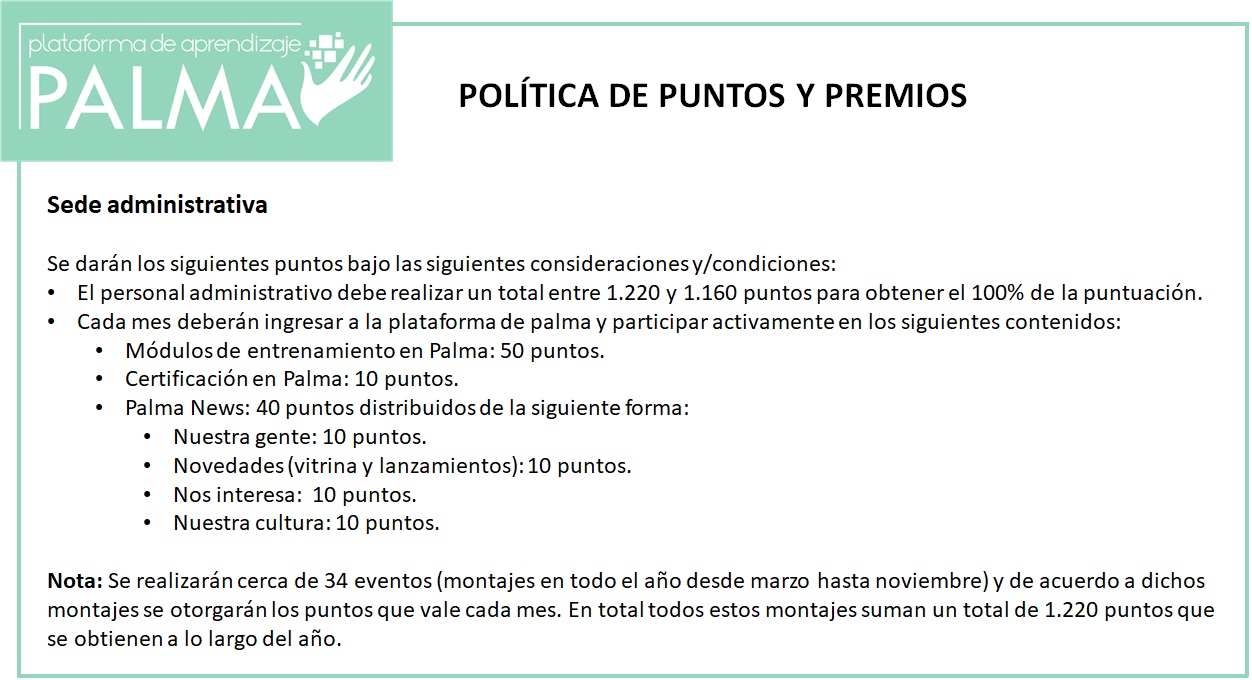 plataforma de aprendizaje
PALMA
POLÍTICA DE PUNTOS Y PREMIOS
Sede administrativa
Se darán los siguientes puntos bajo las siguientes consideraciones y/condiciones:
• El personal administrativo debe realizar un total entre 1.220 y 1.160 puntos para obtener el 100% de la puntuación.
• Cada mes deberán ingresar a la plataforma de palma y participar activamente en los siguientes contenidos:
• Módulos de entrenamiento en Palma: 50 puntos.
• Certificación en Palma: 10 puntos.
• Palma News: 40 puntos distribuidos de la siguiente forma:
• Nuestra gente: 10 puntos.
• Novedades (vitrina y lanzamientos): 10 puntos.
• Nos interesa: 10 puntos.
• Nuestra cultura: 10 puntos.
Nota: Se realizarán cerca de 34 eventos (montajes en todo el año desde marzo hasta noviembre) y de acuerdo a dichos
montajes se otorgarán los puntos que vale cada mes. En total todos estos montajes suman un total de 1.220 puntos que
se obtienen a lo largo del año.